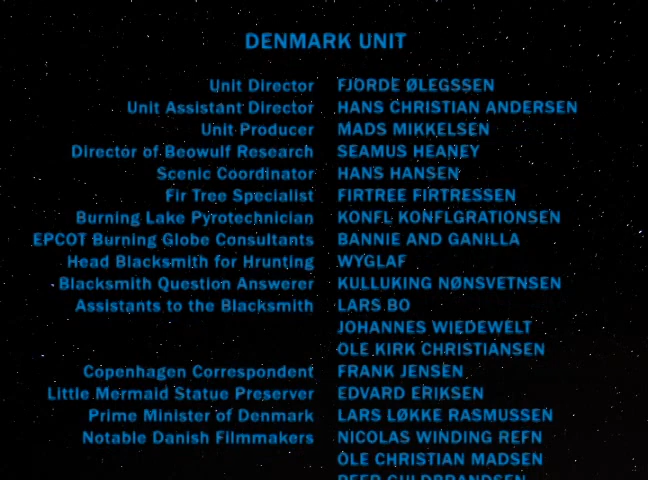 DENMARK UNIT
Unit Director FJORDE ØLEGSSEN
Unit Assistant Director HANS CHRISTIAN ANDERSEN
Unit Producer MADS MIKKELSEN
Director of Beowulf Research SEAMUS HEANEY
Scenic Coordinator HANS HANSEN
Fir Tree Specialist FIRTREE FIRTRESSEN
Burning Lake Pyrotechnician KONFL KONFLGRATIONSEN
EPCOT Burning Globe Consultants BANNIE AND GANILLA
Head Blacksmith for Hrunting WYGLAF
Blacksmith Question Answerer KULLUKING NØNSVETNSEN
Assistants to the Blacksmith LARS BO
JOHANNES WIEDEWELT
OLE KIRK CHRISTIANSEN
Copenhagen Correspondent FRANK JENSEN
Little Mermaid Statue Preserver EDVARD ERIKSEN
Prime Minister of Denmark LARS LØKKE RASMUSSEN
Notable Danish Filmmakers NICOLAS WINDING REFN
OLE CHRISTIAN MADSEN